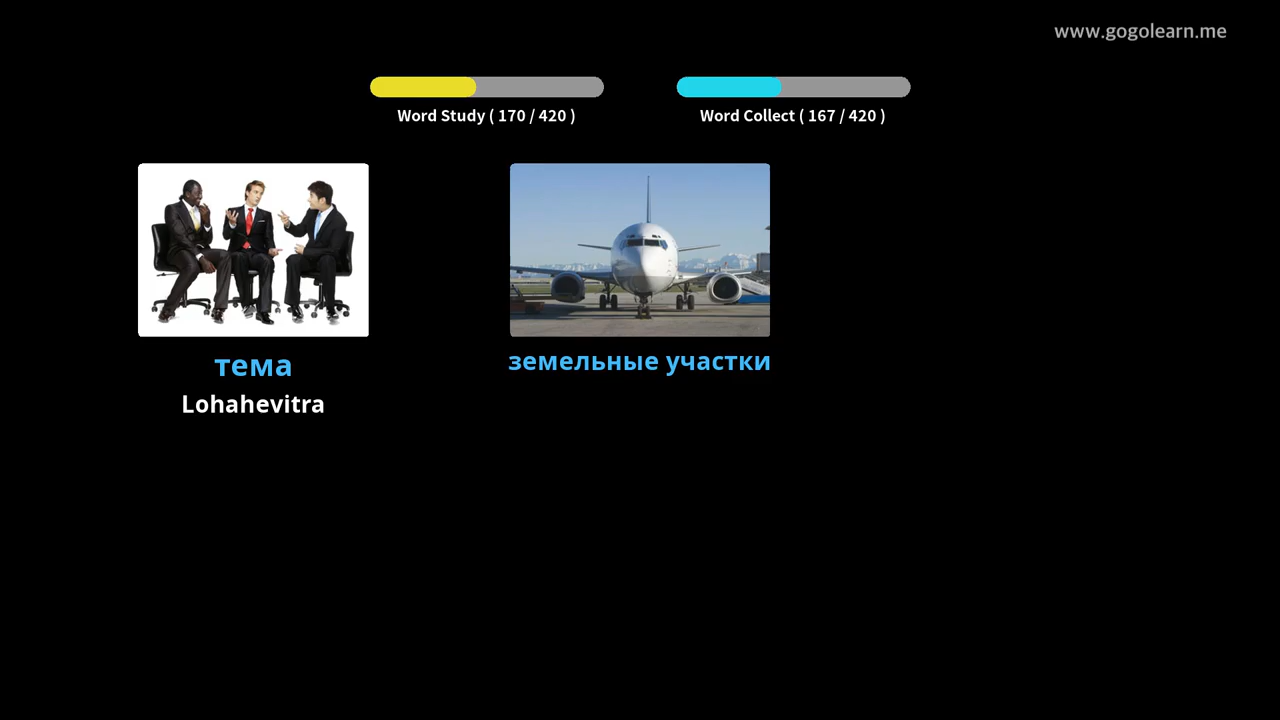 www.gogolearn.me
Word Study ( 170 / 420 )
Word Collect ( 167 / 420 )
тема
Lohahevitra
земельные участки